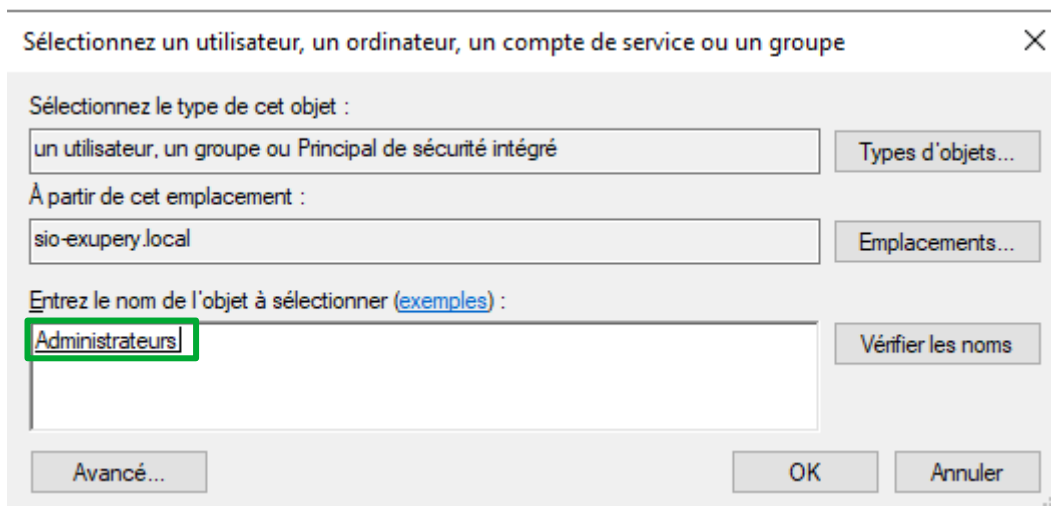 Sélectionnez un utilisateur, un ordinateur, un compte de service ou un groupe
Sélectionnez le type de cet objet :
un utilisateur, un groupe ou Principal de sécurité intégré
Types d'objets...
À partir de cet emplacement :
sio-exupery.local
Emplacements...
Entrez le nom de l'objet à sélectionner (exemples) :
Administrateurs
Vérifier les noms
Avancé...
OK
Annuler